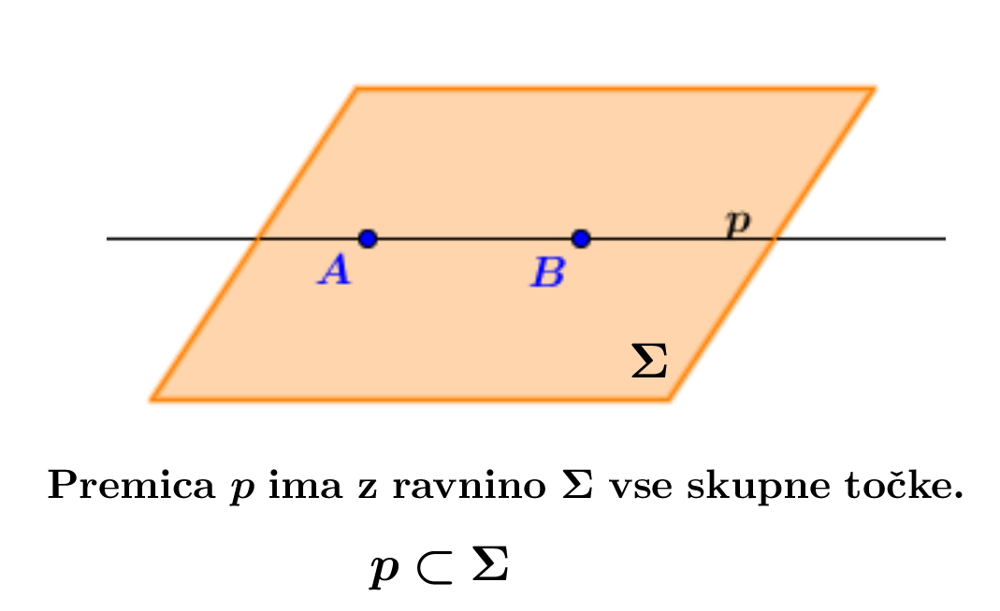 p
A
B
Σ
Premica p ima z ravnino Σ vse skupne točke.
p ⊂ Σ